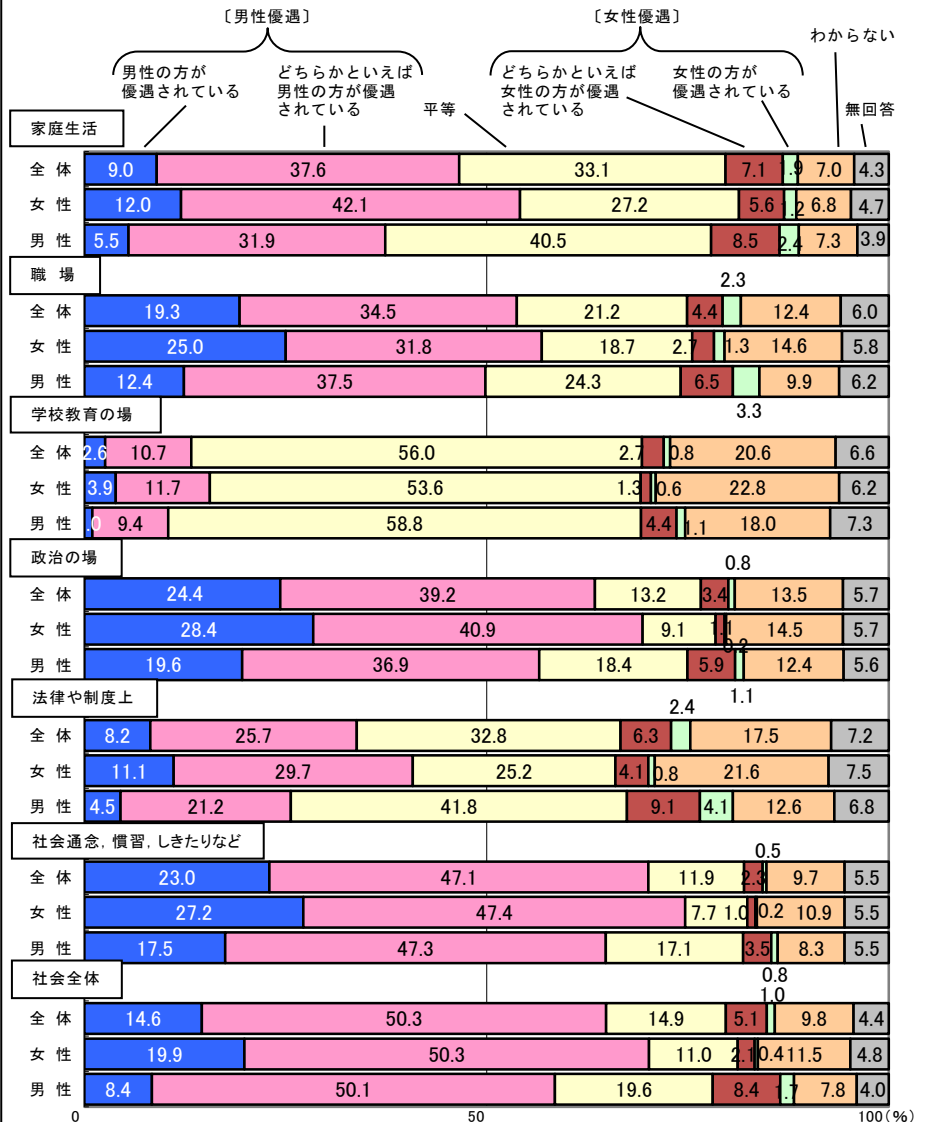 〔男性優遇〕
〔女性優遇〕
わからない
男性の方が
優遇されている
どちらかといえば
男性の方が優遇
されている
平等
どちらかといえば
女性の方が優遇
されている
女性の方が
優遇されている
無回答
家庭生活
全 体 9.0 37.6 33.1 7.1 1.9 7.0 4.3
女 性 12.0 42.1 27.2 5.6 1.2 6.8 4.7
男 性 5.5 31.9 40.5 8.5 2.4 7.3 3.9
職 場
2.3
全 体 19.3 34.5 21.2 4.4 12.4 6.0
女 性 25.0 31.8 18.7 2.7 1.3 14.6 5.8
男 性 12.4 37.5 24.3 6.5 9.9 6.2
3.3
学校教育の場
全 体 2.6 10.7 56.0 2.7 0.8 20.6 6.6
女 性 3.9 11.7 53.6 1.3 0.6 22.8 6.2
男 性 .0 9.4 58.8 4.4 1.1 18.0 7.3
政治の場
0.8
全 体 24.4 39.2 13.2 3.4 13.5 5.7
女 性 28.4 40.9 9.1 1.1 14.5 5.7
0.2
男 性 19.6 36.9 18.4 5.9 12.4 5.6
1.1
法律や制度上
2.4
全 体 8.2 25.7 32.8 6.3 17.5 7.2
女 性 11.1 29.7 25.2 4.1 0.8 21.6 7.5
男 性 4.5 21.2 41.8 9.1 4.1 12.6 6.8
社会通念，慣習，しきたりなど
0.5
全 体 23.0 47.1 11.9 2.3 9.7 5.5
女 性 27.2 47.4 7.7 1.0 0.2 10.9 5.5
男 性 17.5 47.3 17.1 3.5 8.3 5.5
0.8
社会全体
1.0
全 体 14.6 50.3 14.9 5.1 9.8 4.4
女 性 19.9 50.3 11.0 2.1 0.4 11.5 4.8
男 性 8.4 50.1 19.6 8.4 1.7 7.8 4.0
0 50 100(％)